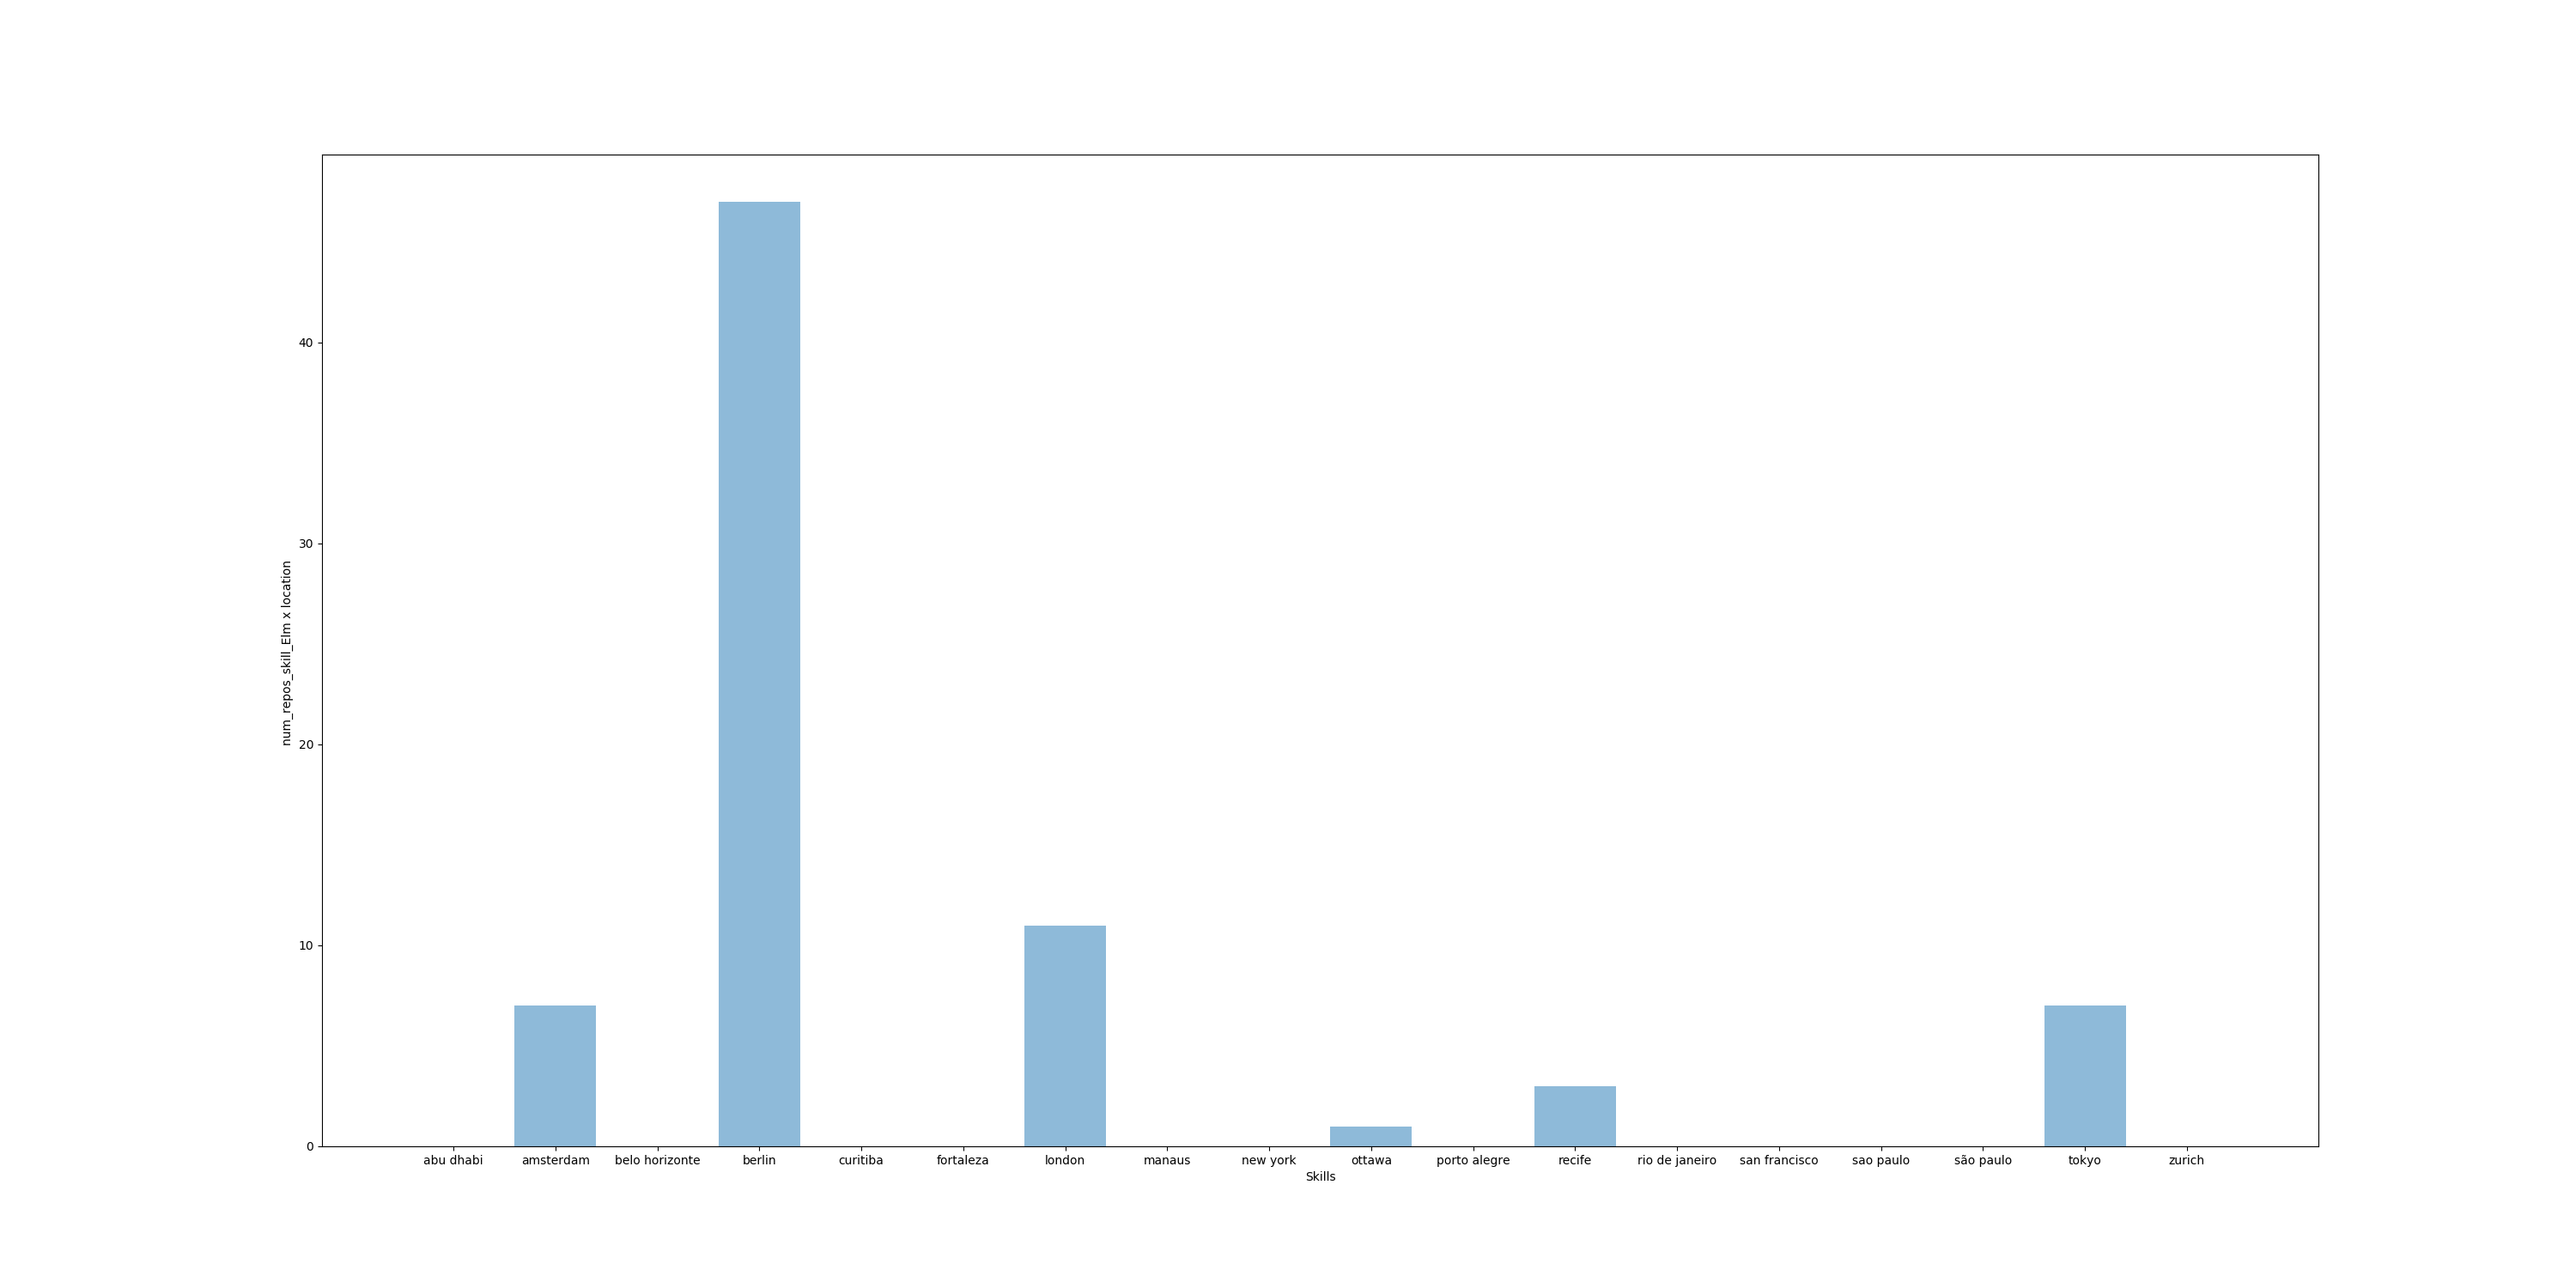 40
30
20
10
0
num_repos_skill_Elm x location
abu dhabi amsterdam belo horizonte berlin curitiba fortaleza london manaus new york ottawa porto alegre recife rio de janeiro san francisco sao paulo são paulo tokyo zurich
Skills